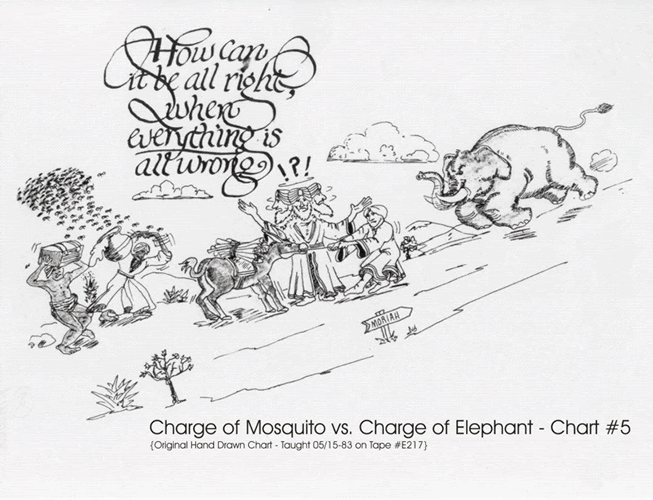 How can
it be all right,
when
everything is
all wrong
!?!
MORIAH
Charge of Mosquito vs. Charge of Elephant - Chart #5
{Original Hand Drawn Chart - Taught 05/15-83 on Tape #E217}